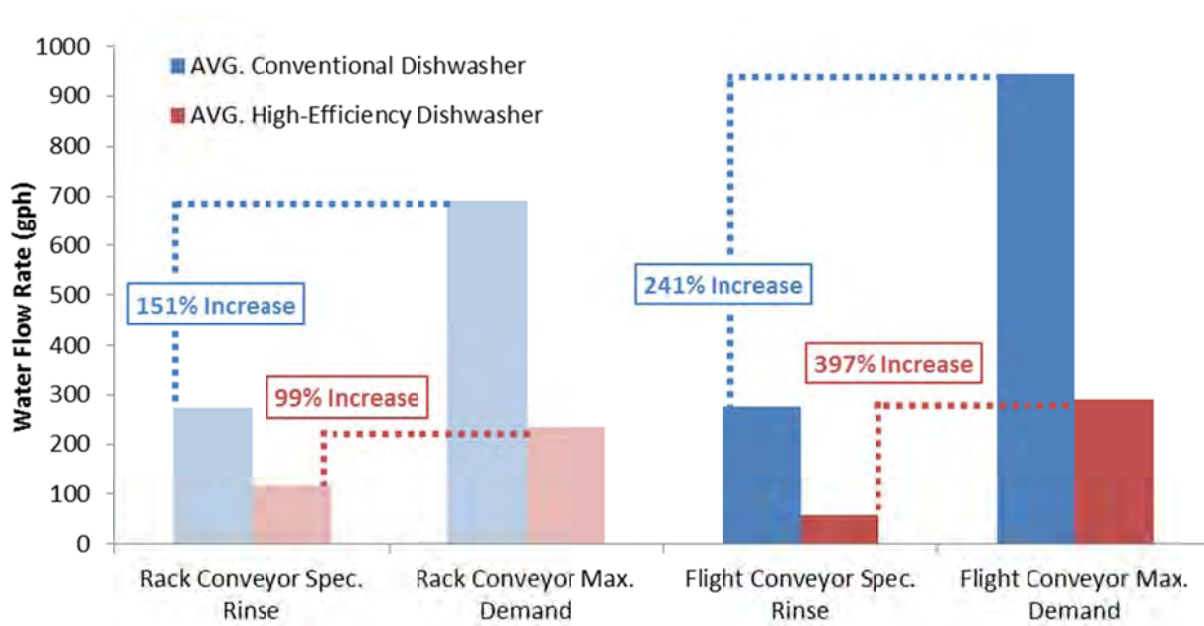 1000
900
800
700
600
500
400
300
200
100
0
Water Flow Rate (gph)
AVG. Conventional Dishwasher
AVG. High-Efficiency Dishwasher
151% Increase
99% Increase
241% Increase
397% Increase
Rack Conveyor Spec.
Rinse
Rack Conveyor Max.
Demand
Flight Conveyor Spec.
Rinse
Flight Conveyor Max.
Demand